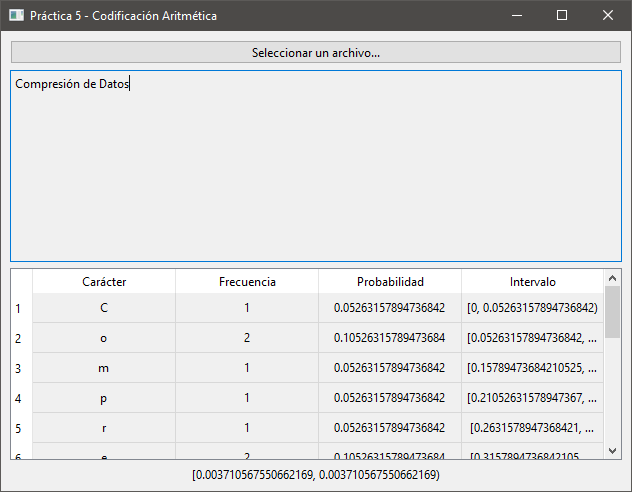 Práctica 5 - Codificación Aritmética
Seleccionar un archivo...
Compresión de Datos
Carácter Frecuencia Probabilidad Intervalo
1 C 1 0.05263157894736842 [0, 0.05263157894736842)
2 o 2 0.10526315789473684 [0.05263157894736842, ...
3 m 1 0.05263157894736842 [0.15789473684210525, ...
4 p 1 0.05263157894736842 [0.21052631578947367, ...
5 r 1 0.05263157894736842 [0.2631578947368421, ...
6 e 2 0.10526315789473684 [0.3157894736842105, ...
[0.003710567550662169, 0.003710567550662169)